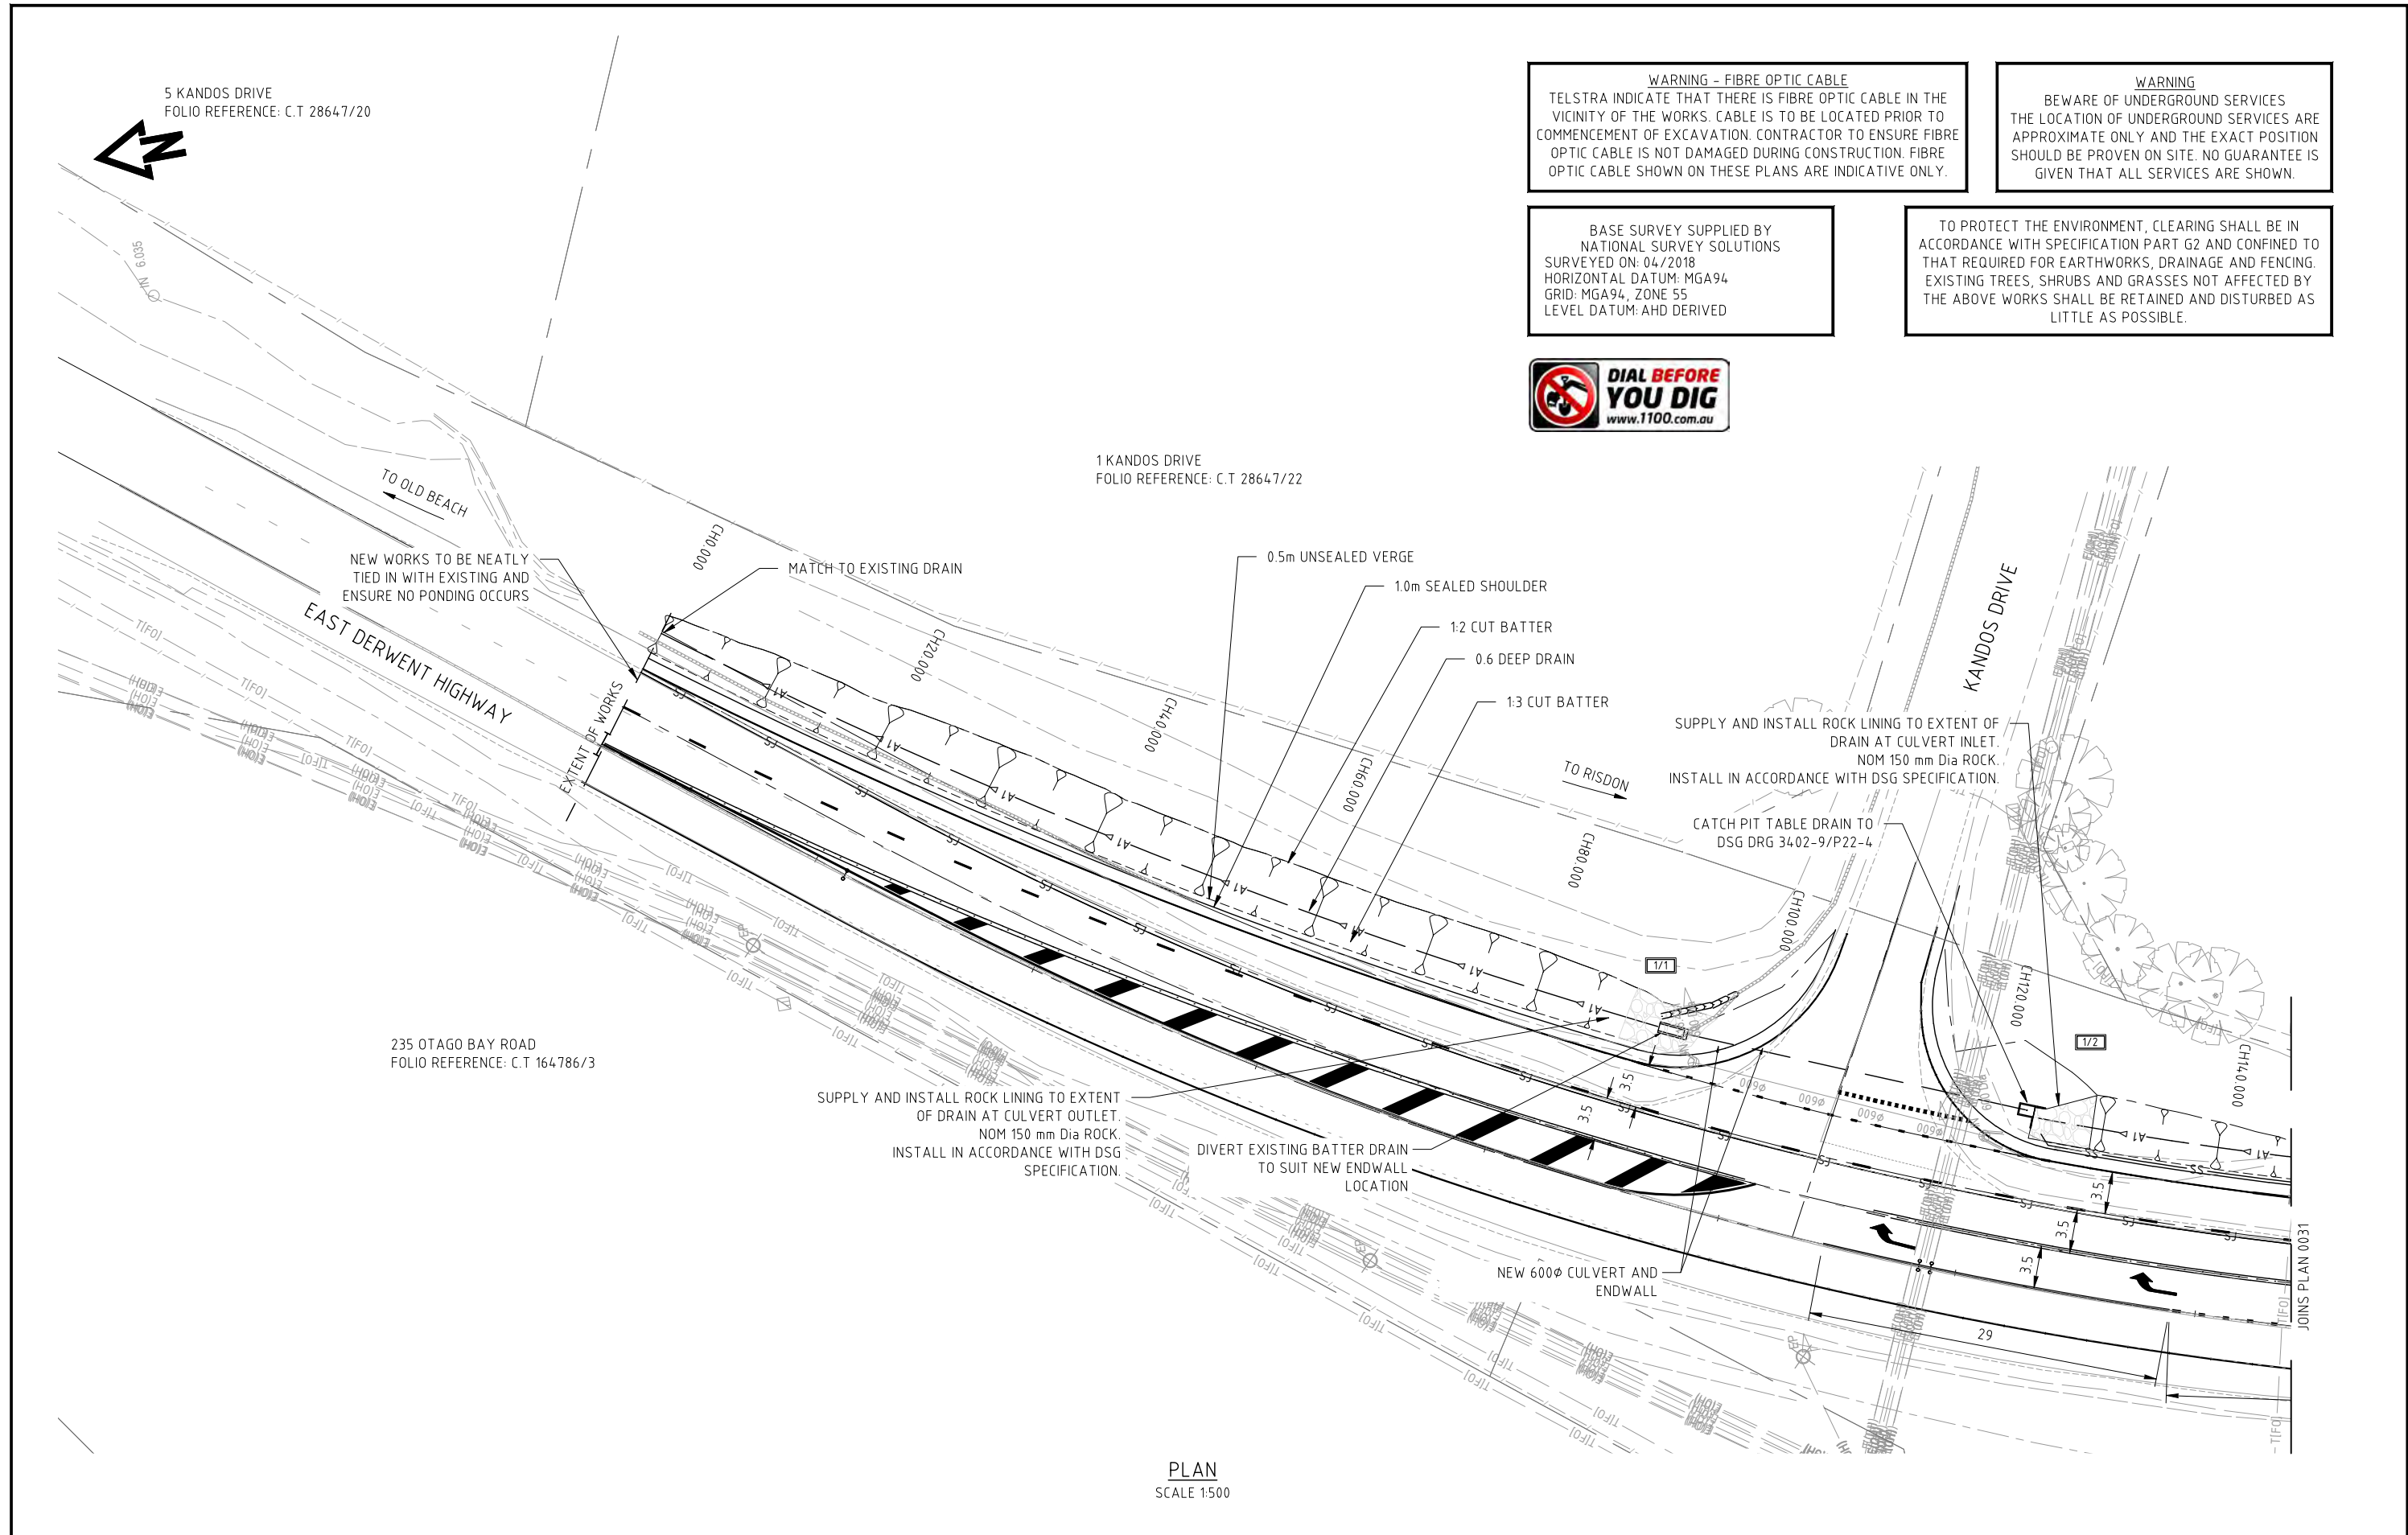 5 KANDOS DRIVE
FOLIO REFERENCE: C.T 28647/20
N
WARNING - FIBRE OPTIC CABLE
TELSTRA INDICATE THAT THERE IS FIBRE OPTIC CABLE IN THE
VICINITY OF THE WORKS. CABLE IS TO BE LOCATED PRIOR TO
COMMENCEMENT OF EXCAVATION. CONTRACTOR TO ENSURE FIBRE
OPTIC CABLE IS NOT DAMAGED DURING CONSTRUCTION. FIBRE
OPTIC CABLE SHOWN ON THESE PLANS ARE INDICATIVE ONLY.
WARNING
BEWARE OF UNDERGROUND SERVICES
THE LOCATION OF UNDERGROUND SERVICES ARE
APPROXIMATE ONLY AND THE EXACT POSITION
SHOULD BE PROVEN ON SITE. NO GUARANTEE IS
GIVEN THAT ALL SERVICES ARE SHOWN.
BASE SURVEY SUPPLIED BY
NATIONAL SURVEY SOLUTIONS
SURVEYED ON: 04/2018
HORIZONTAL DATUM: MGA94
GRID: MGA94, ZONE 55
LEVEL DATUM: AHD DERIVED
TO PROTECT THE ENVIRONMENT, CLEARING SHALL BE IN
ACCORDANCE WITH SPECIFICATION PART G2 AND CONFINED TO
THAT REQUIRED FOR EARTHWORKS, DRAINAGE AND FENCING.
EXISTING TREES, SHRUBS AND GRASSES NOT AFFECTED BY
THE ABOVE WORKS SHALL BE RETAINED AND DISTURBED AS
LITTLE AS POSSIBLE.
DIAL BEFORE
YOU DIG
www.1100.com.au
IN 6.035
1 KANDOS DRIVE
FOLIO REFERENCE: C.T 28647/22
TO OLD BEACH
NEW WORKS TO BE NEATLY
TIED IN WITH EXISTING AND
ENSURE NO PONDING OCCURS
EAST DERWENT HIGHWAY
EXTENT OF WORKS
MATCH TO EXISTING DRAIN
0.5m UNSEALED VERGE
1.0m SEALED SHOULDER
1:2 CUT BATTER
0.6 DEEP DRAIN
1:3 CUT BATTER
CH0.000
CH20.000
CH40.000
CH60.000
CH80.000
CH100.000
CH120.000
CH140.000
TO RISDON
KANDOS DRIVE
SUPPLY AND INSTALL ROCK LINING TO EXTENT OF
DRAIN AT CULVERT INLET.
NOM 150 mm Dia ROCK.
INSTALL IN ACCORDANCE WITH DSG SPECIFICATION.
CATCH PIT TABLE DRAIN TO
DSG DRG 3402-9/P22-4
1/1
1/2
235 OTAGO BAY ROAD
FOLIO REFERENCE: C.T 164786/3
SUPPLY AND INSTALL ROCK LINING TO EXTENT
OF DRAIN AT CULVERT OUTLET.
NOM 150 mm Dia ROCK.
INSTALL IN ACCORDANCE WITH DSG
SPECIFICATION.
DIVERT EXISTING BATTER DRAIN
TO SUIT NEW ENDWALL
LOCATION
NEW 600Ø CULVERT AND
ENDWALL
3.5
3.5
3.5
3.5
3.5
29
JOINS PLAN 0031
PLAN
SCALE 1:500